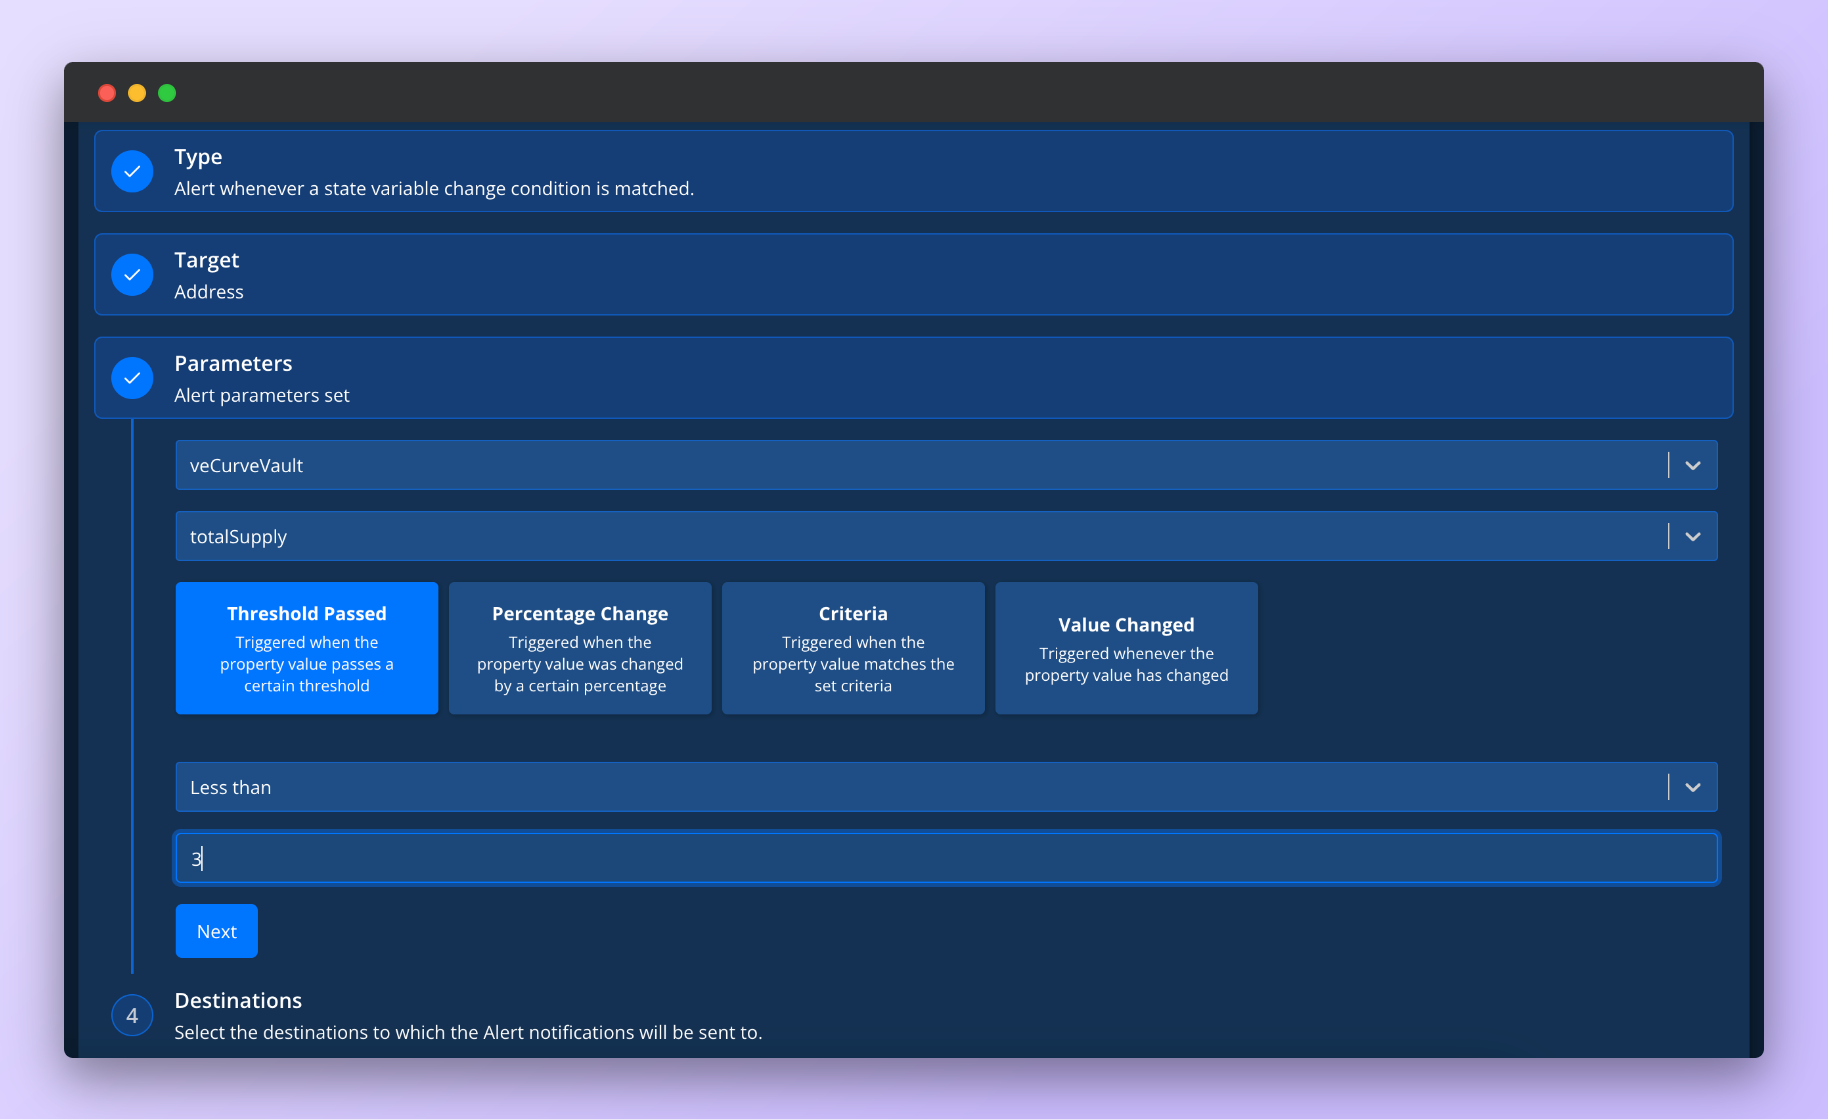 Type
Alert whenever a state variable change condition is matched.
Target
Address
Parameters
Alert parameters set
veCurveVault
totalSupply
Threshold Passed
Triggered when the
property value passes a
certain threshold
Percentage Change
Triggered when the
property value was changed
by a certain percentage
Criteria
Triggered when the
property value matches the
set criteria
Value Changed
Triggered whenever the
property value has changed
Less than
3
Next
4
Destinations
Select the destinations to which the Alert notifications will be sent to.